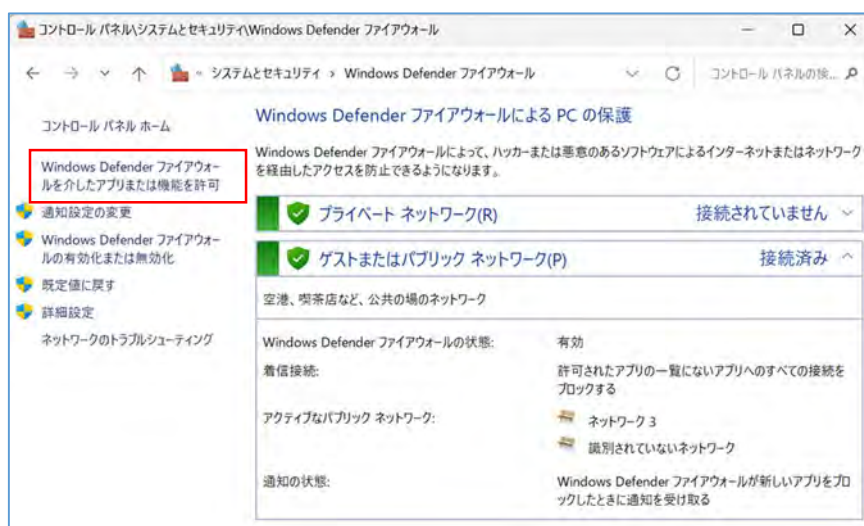 コントロール パネル\システムとセキュリティ\Windows Defender ファイアウォール
« システムとセキュリティ › Windows Defender ファイアウォール
コントロール パネルの検...
コントロール パネル ホーム
Windows Defender ファイアウォー
ルを介したアプリまたは機能を許可
通知設定の変更
Windows Defender ファイアウォー
ルの有効化または無効化
既定値に戻す
詳細設定
ネットワークのトラブルシューティング
Windows Defender ファイアウォールによる PC の保護
Windows Defender ファイアウォールによって、ハッカーまたは悪意のあるソフトウェアによるインターネットまたはネットワーク
を経由したアクセスを防止できるようになります。
プライベート ネットワーク(R) 接続されていません
ゲストまたはパブリック ネットワーク(P) 接続済み
空港、喫茶店など、公共の場のネットワーク
Windows Defender ファイアウォールの状態: 有効
着信接続: 許可されたアプリの一覧にないアプリへのすべての接続を
ブロックする
アクティブなパブリック ネットワーク: ネットワーク 3
識別されていないネットワーク
通知の状態: Windows Defender ファイアウォールが新しいアプリをブロ
ックしたときに通知を受け取る